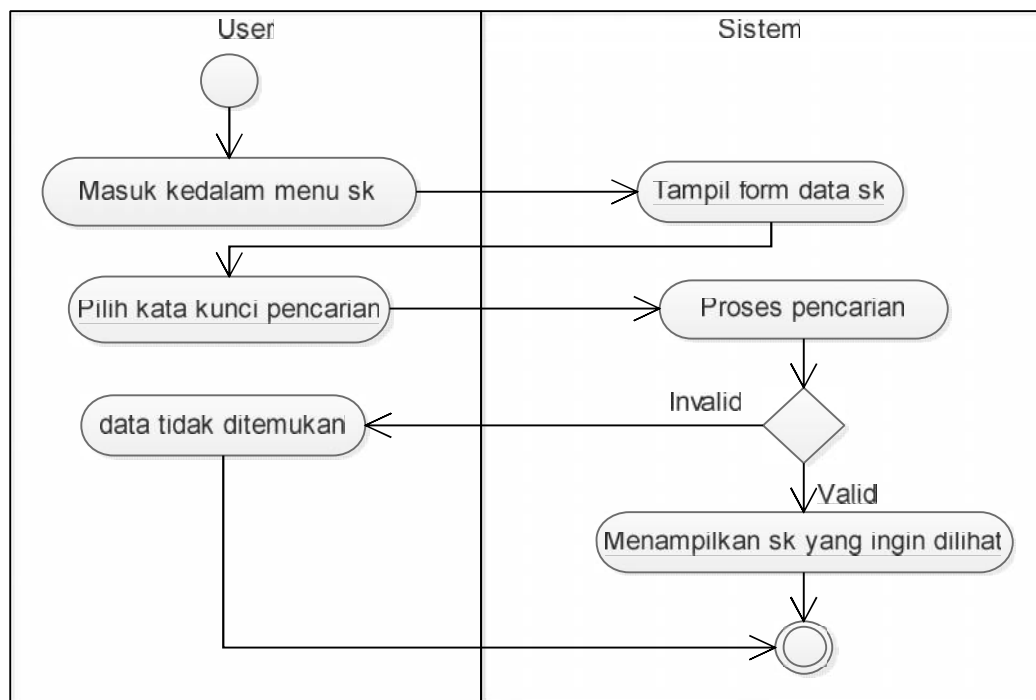 User
Sistem
Masuk kedalam menu sk
Tampil form data sk
Pilih kata kunci pencarian
Proses pencarian
Invalid
data tidak ditemukan
Valid
Menampilkan sk yang ingin dilihat